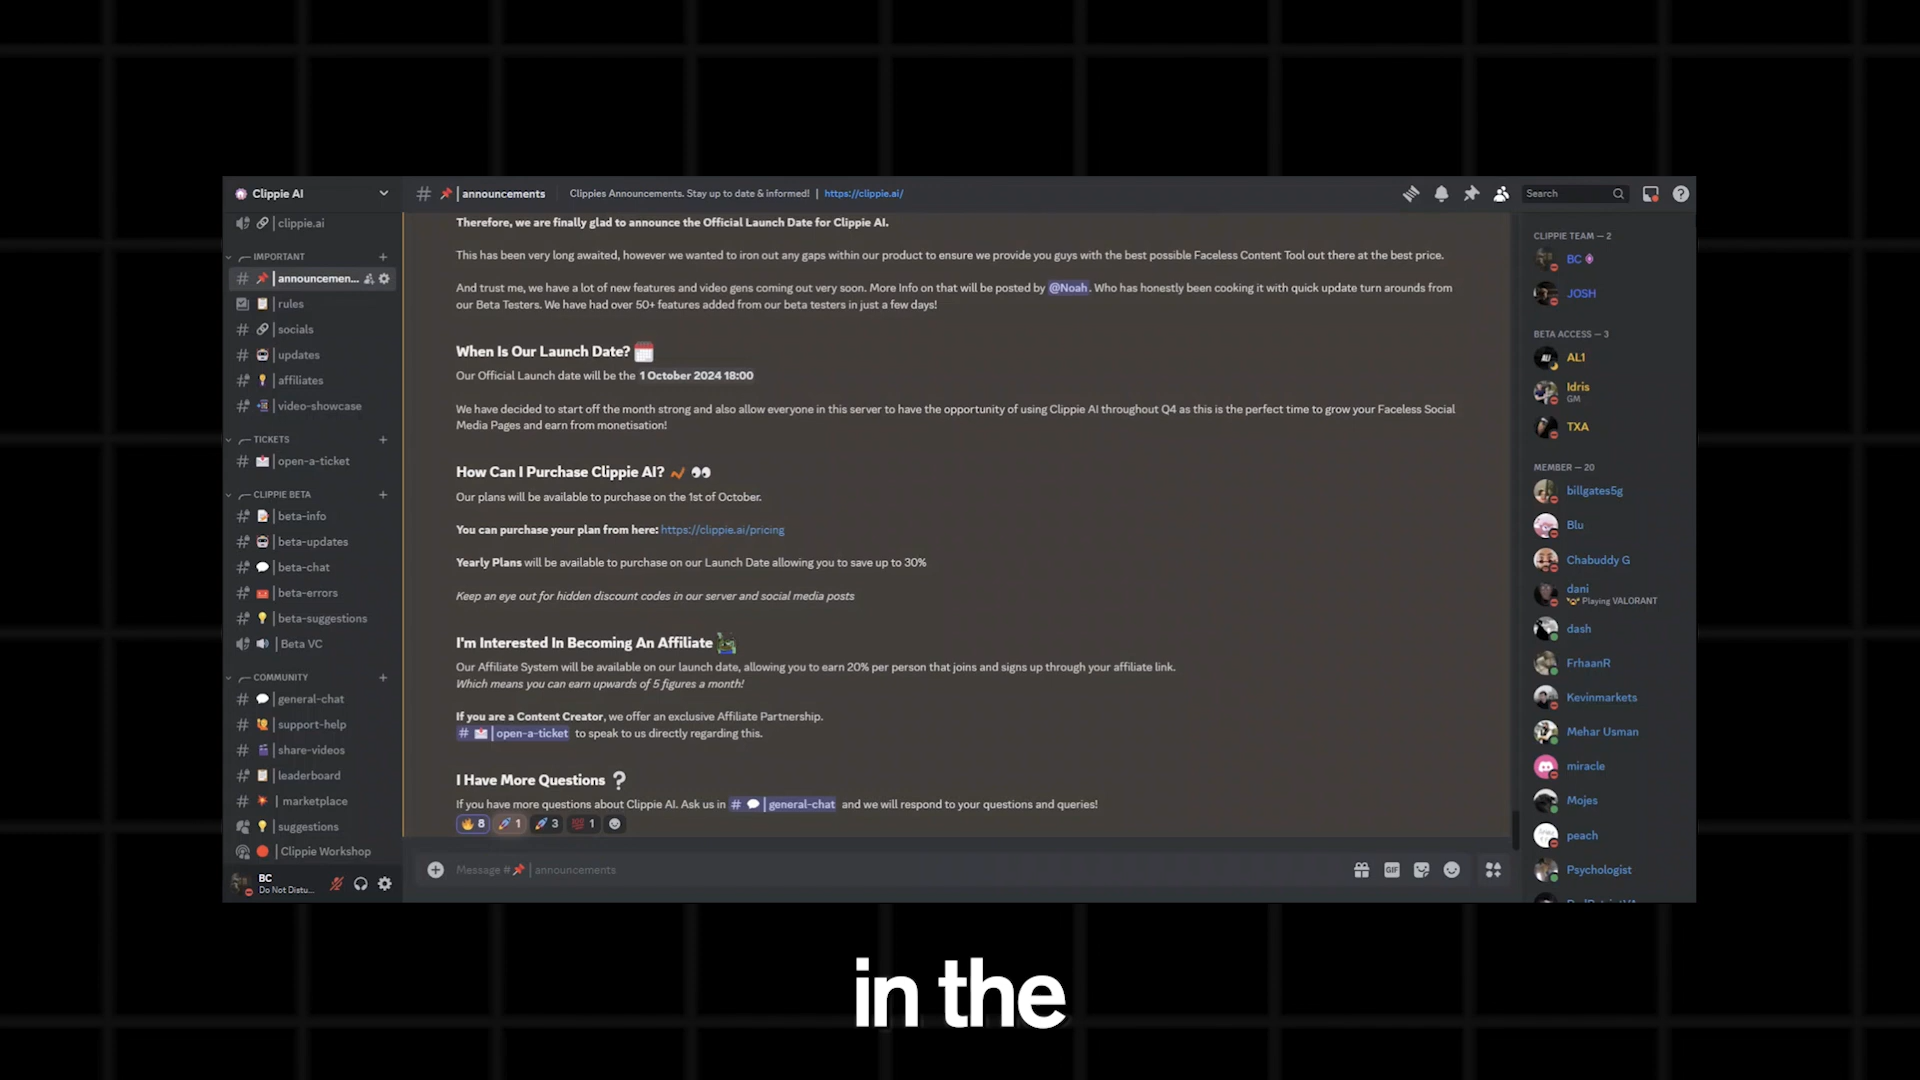 Clippie AI
clippie.ai
IMPORTANT
announcemen...
rules
socials
updates
affiliates
video-showcase
TICKETS
open-a-ticket
CLIPPIE BETA
beta-info
beta-updates
beta-chat
beta-errors
beta-suggestions
Beta VC
COMMUNITY
general-chat
support-help
share-videos
leaderboard
marketplace
suggestions
Clippie Workshop
BC
Do Not Distu...
# | announcements | Clippies Announcements. Stay up to date & informed! | https://clippie.ai/
Search
Therefore, we are finally glad to announce the Official Launch Date for Clippie AI.
This has been very long awaited, however we wanted to iron out any gaps within our product to ensure we provide you guys with the best possible Faceless Content Tool out there at the best price.
And trust me, we have a lot of new features and video gens coming out very soon. More Info on that will be posted by @Noah. Who has honestly been cooking it with quick update turn arounds from
our Beta Testers. We have had over 50+ features added from our beta testers in just a few days!
When Is Our Launch Date?
Our Official Launch date will be the 1 October 2024 18:00
We have decided to start off the month strong and also allow everyone in this server to have the opportunity of using Clippie AI throughout Q4 as this is the perfect time to grow your Faceless Social
Media Pages and earn from monetisation!
How Can I Purchase Clippie AI?
Our plans will be available to purchase on the 1st of October.
You can purchase your plan from here: https://clippie.ai/pricing
Yearly Plans will be available to purchase on our Launch Date allowing you to save up to 30%
Keep an eye out for hidden discount codes in our server and social media posts
I'm Interested In Becoming An Affiliate
Our Affiliate System will be available on our launch date, allowing you to earn 20% per person that joins and signs up through your affiliate link.
Which means you can earn upwards of 5 figures a month!
If you are a Content Creator, we offer an exclusive Affiliate Partnership.
# | open-a-ticket to speak to us directly regarding this.
I Have More Questions ?
If you have more questions about Clippie AI. Ask us in # | general-chat and we will respond to your questions and queries!
8 1 3 1
Message # | announcements
GIF
CLIPPIE TEAM — 2
BC
JOSH
BETA ACCESS — 3
AL1
Idris
GM
TXA
MEMBER — 20
billgates5g
Blu
Chabuddy G
dani
Playing VALORANT
dash
FrhaanR
Kevinmarkets
Mehar Usman
miracle
Mojes
peach
Psychologist
in the